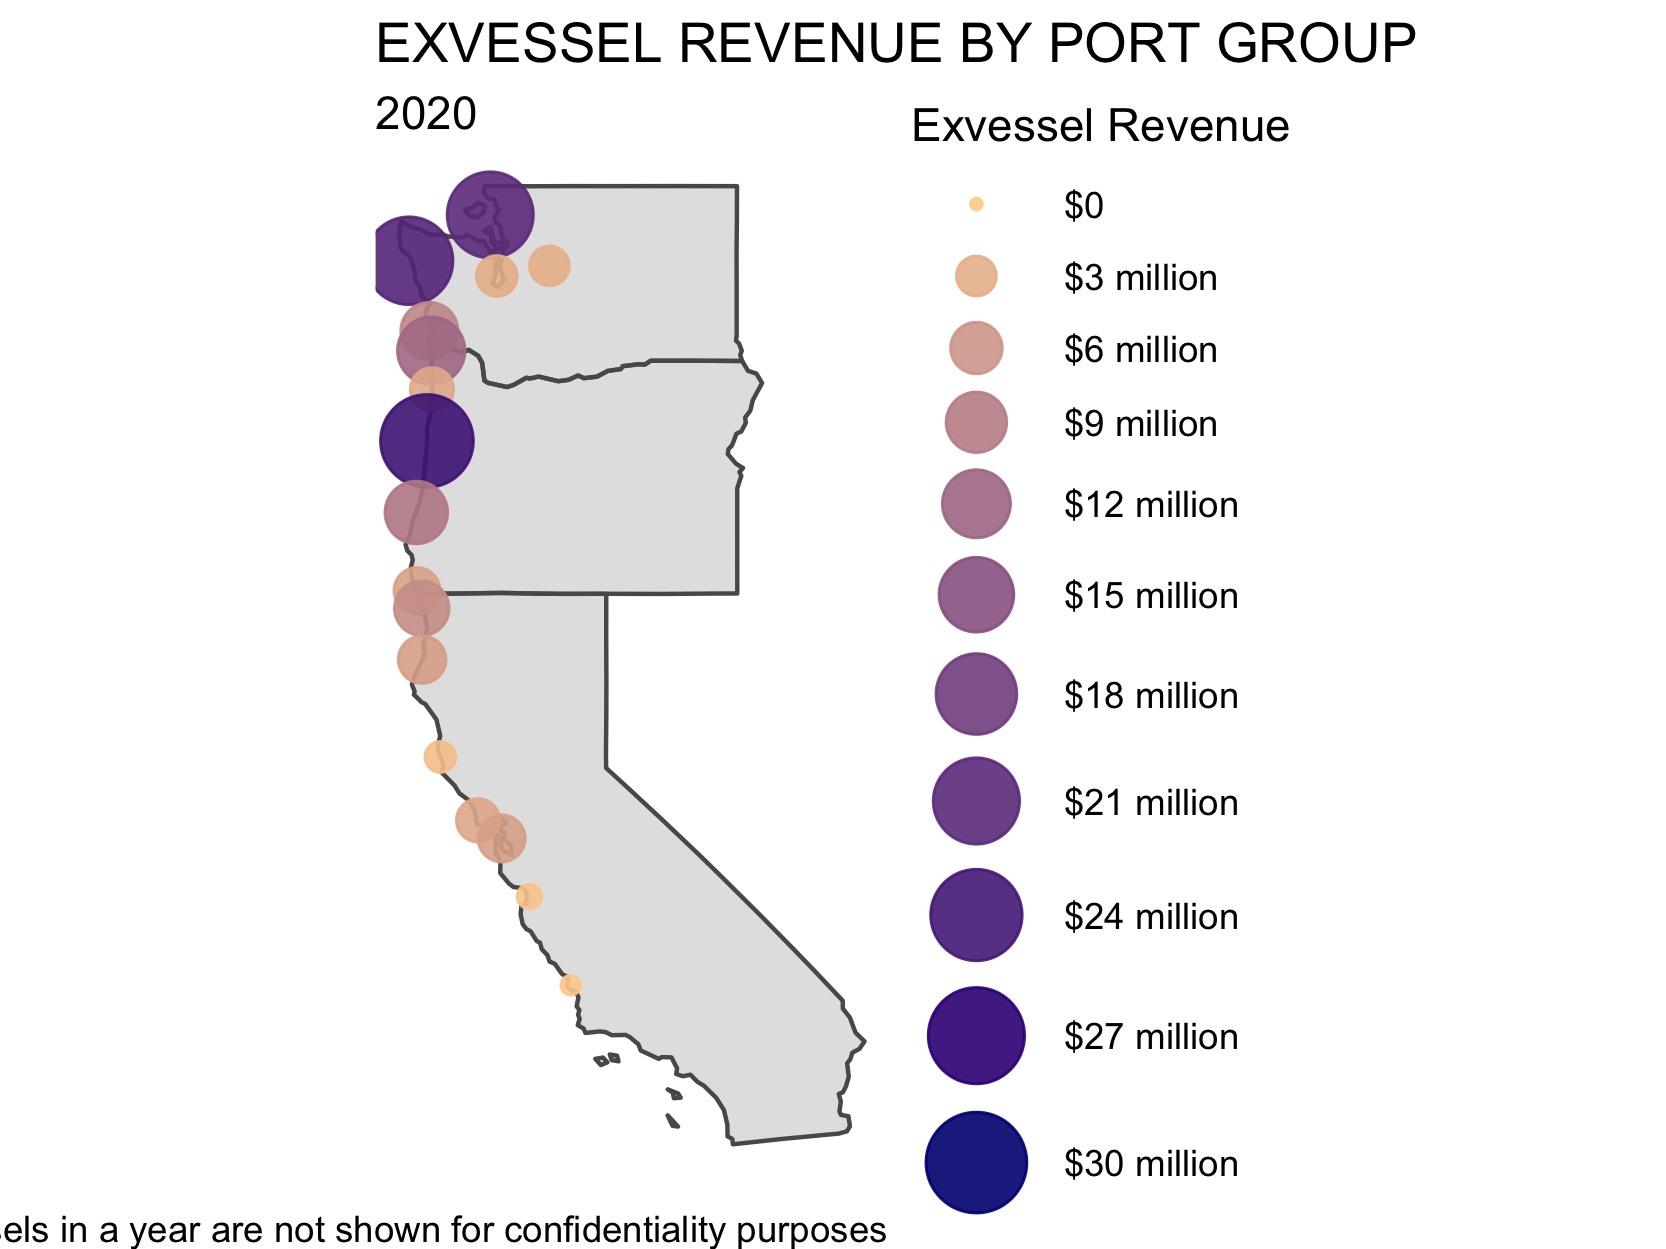 EXVESSEL REVENUE BY PORT GROUP
2020
Exvessel Revenue
$0
$3 million
$6 million
$9 million
$12 million
$15 million
$18 million
$21 million
$24 million
$27 million
$30 million
els in a year are not shown for confidentiality purposes